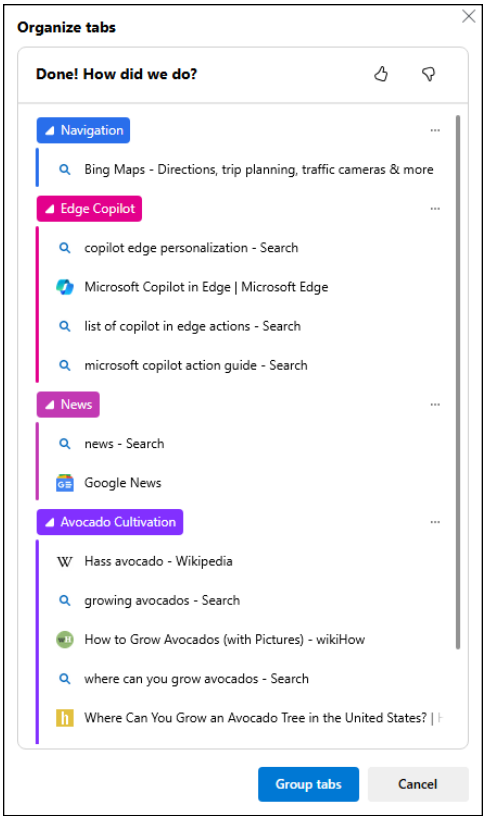 Organize tabs
Done! How did we do?
Navigation
Bing Maps - Directions, trip planning, traffic cameras & more
Edge Copilot
copilot edge personalization - Search
Microsoft Copilot in Edge | Microsoft Edge
list of copilot in edge actions - Search
microsoft copilot action guide - Search
News
news - Search
Google News
Avocado Cultivation
W Hass avocado - Wikipedia
growing avocados - Search
wH How to Grow Avocados (with Pictures) - wikiHow
where can you grow avocados - Search
h Where Can You Grow an Avocado Tree in the United States? |
Group tabs Cancel